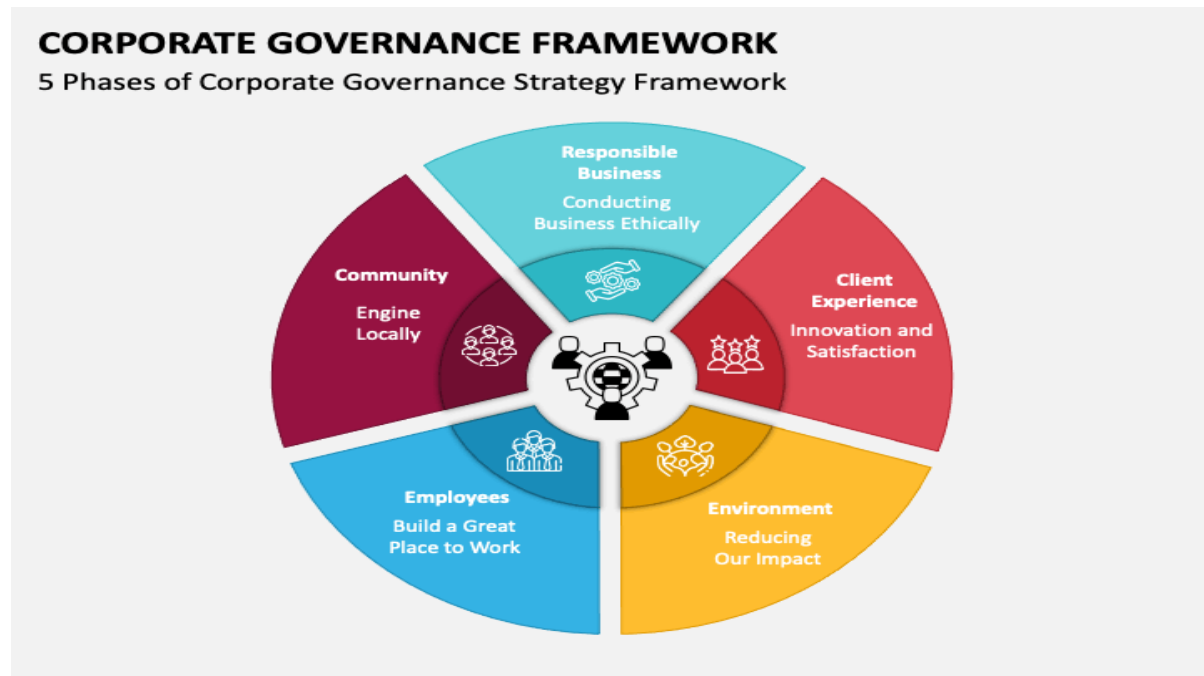 CORPORATE GOVERNANCE FRAMEWORK
5 Phases of Corporate Governance Strategy Framework
Responsible
Business
Conducting
Business Ethically
Client
Experience
Innovation and
Satisfaction
Environment
Reducing
Our Impact
Employees
Build a Great
Place to Work
Community
Engine
Locally